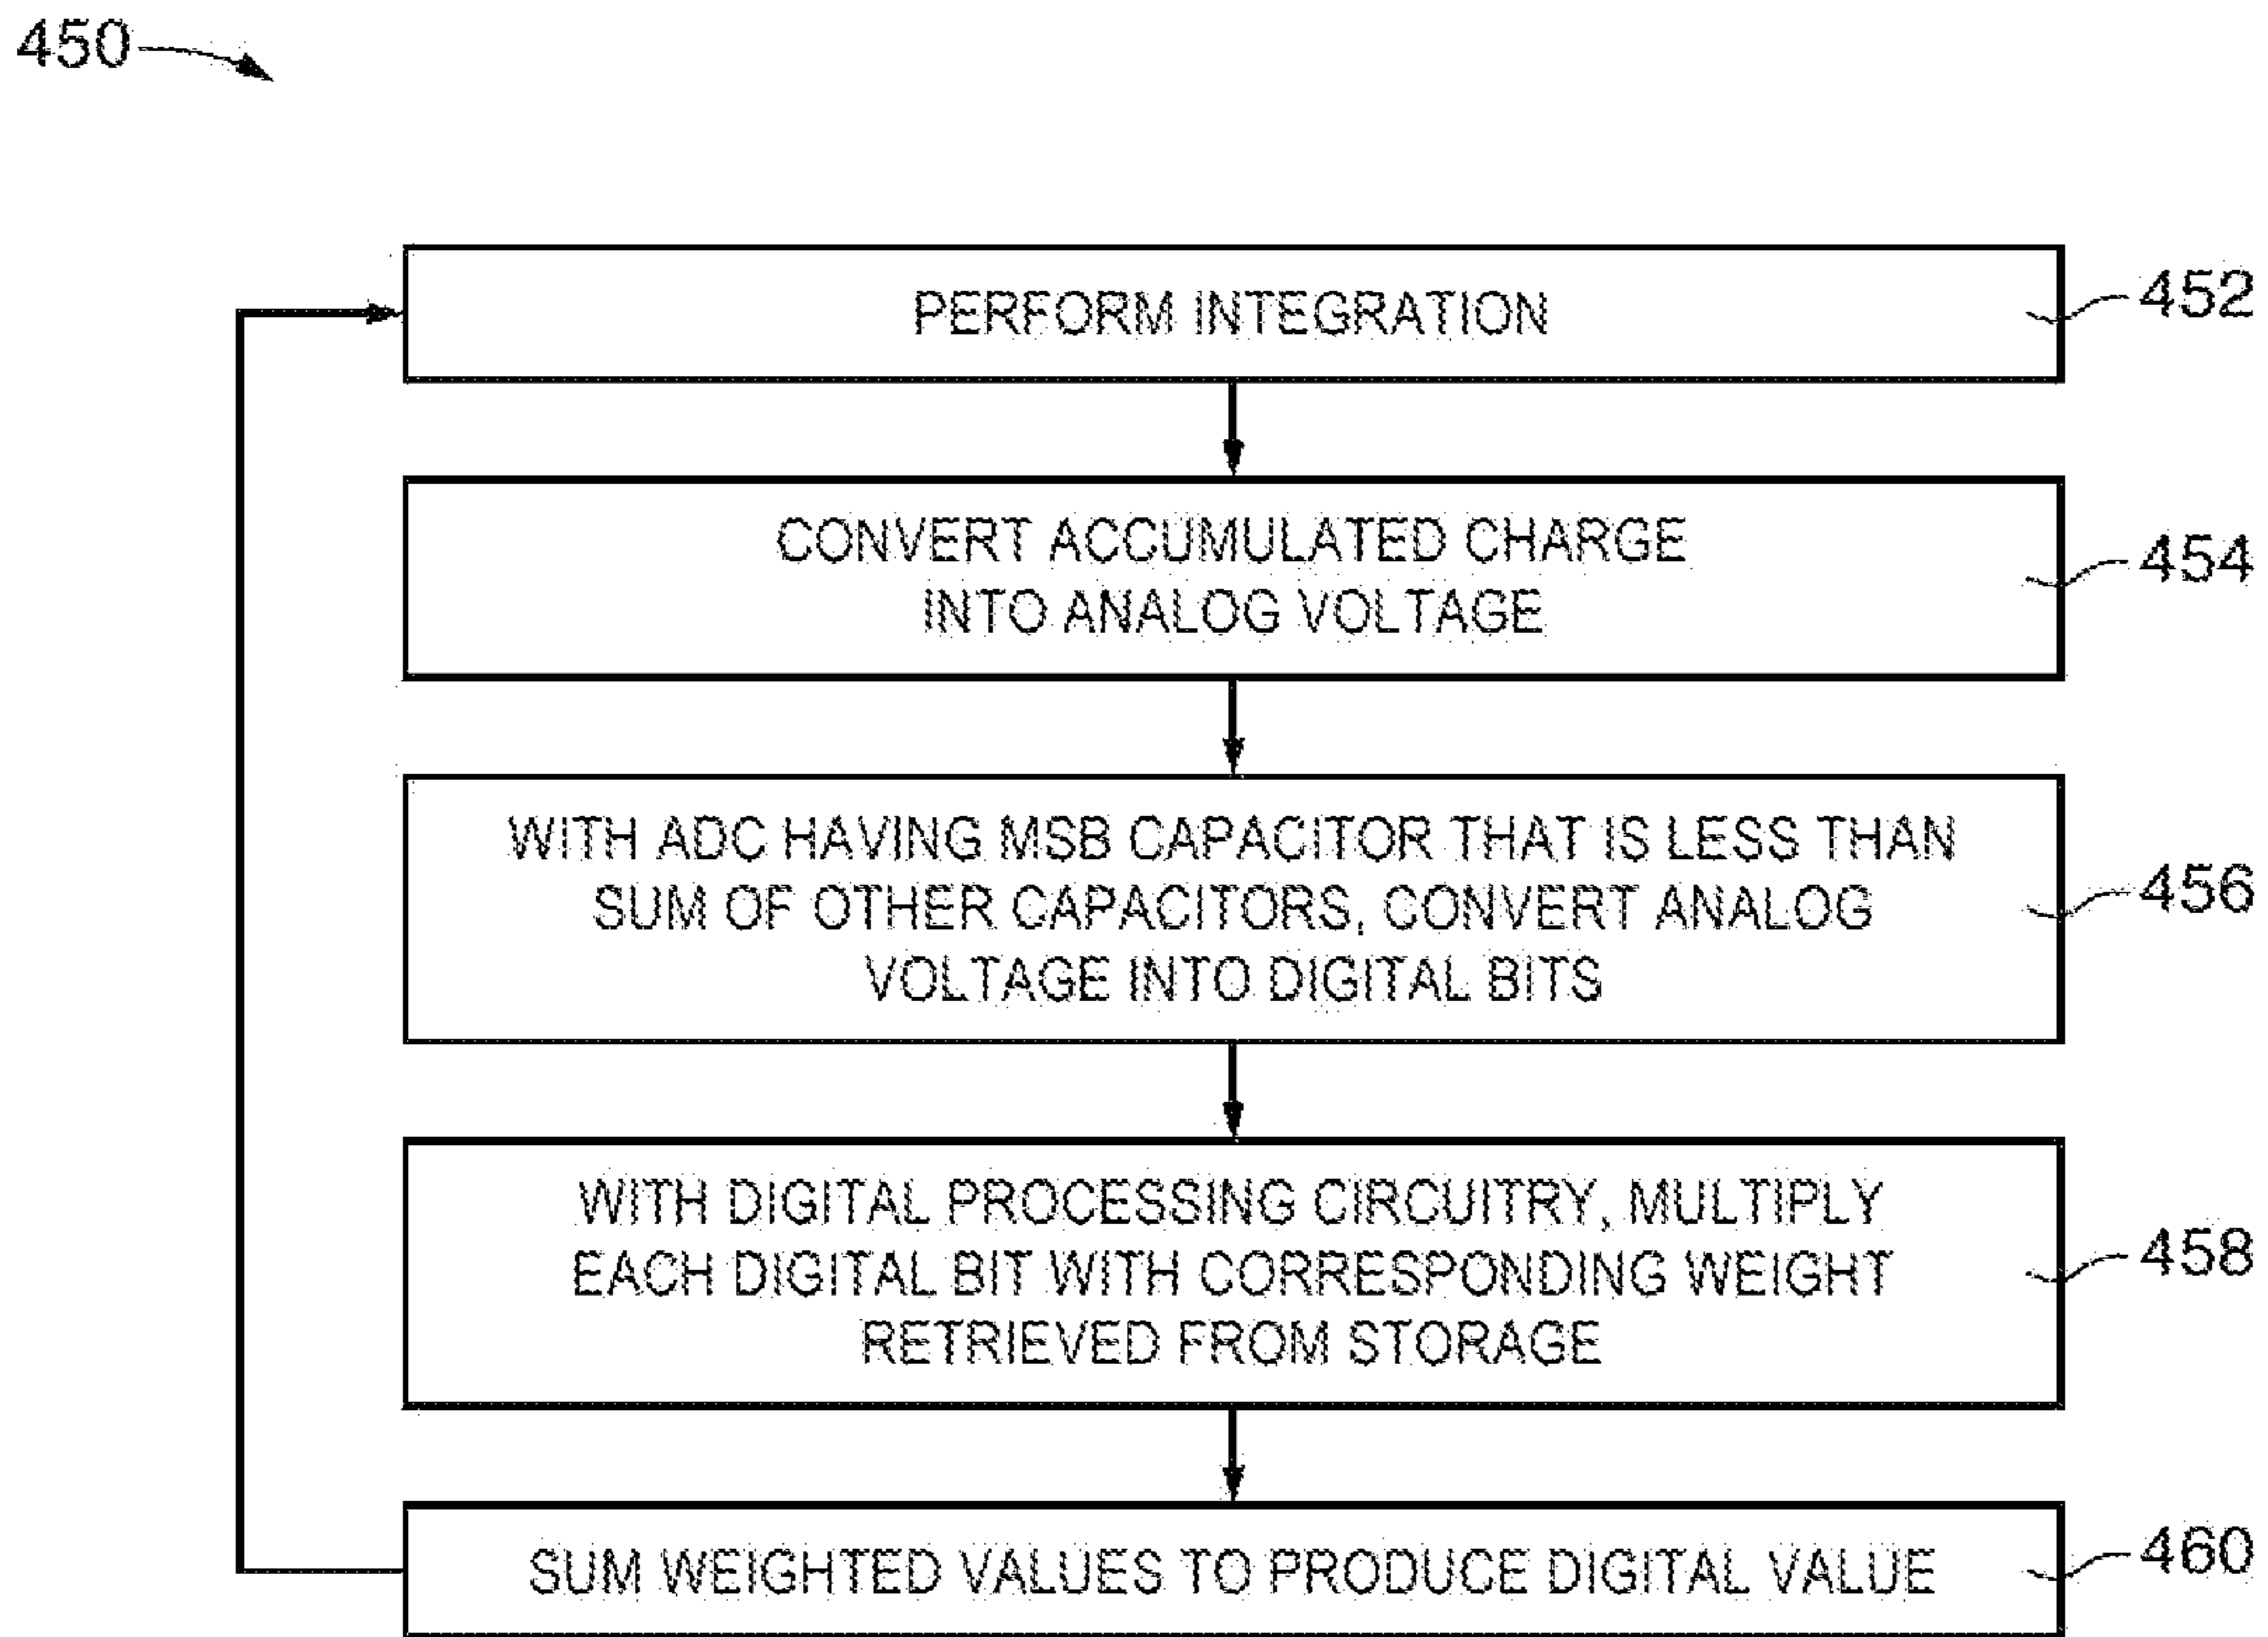 450
PERFORM INTEGRATION
452
CONVERT ACCUMULATED CHARGE
INTO ANALOG VOLTAGE
454
WITH ADC HAVING MSB CAPACITOR THAT IS LESS THAN
SUM OF OTHER CAPACITORS, CONVERT ANALOG
VOLTAGE INTO DIGITAL BITS
456
WITH DIGITAL PROCESSING CIRCUITRY, MULTIPLY
EACH DIGITAL BIT WITH CORRESPONDING WEIGHT
RETRIEVED FROM STORAGE
458
SUM WEIGHTED VALUES TO PRODUCE DIGITAL VALUE
460